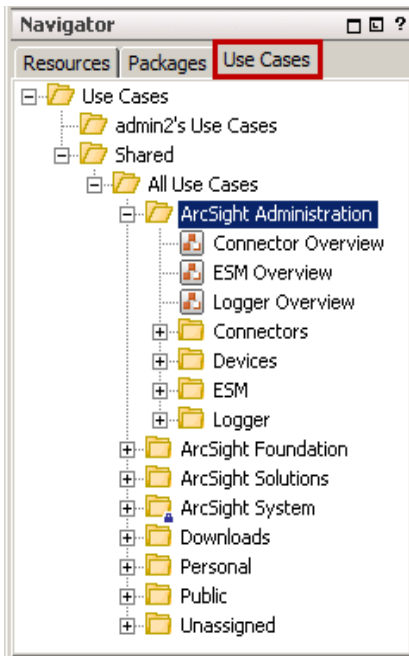 Navigator ?
Resources Packages Use Cases
Use Cases
admin2's Use Cases
Shared
All Use Cases
ArcSight Administration
Connector Overview
ESM Overview
Logger Overview
Connectors
Devices
ESM
Logger
ArcSight Foundation
ArcSight Solutions
ArcSight System
Downloads
Personal
Public
Unassigned